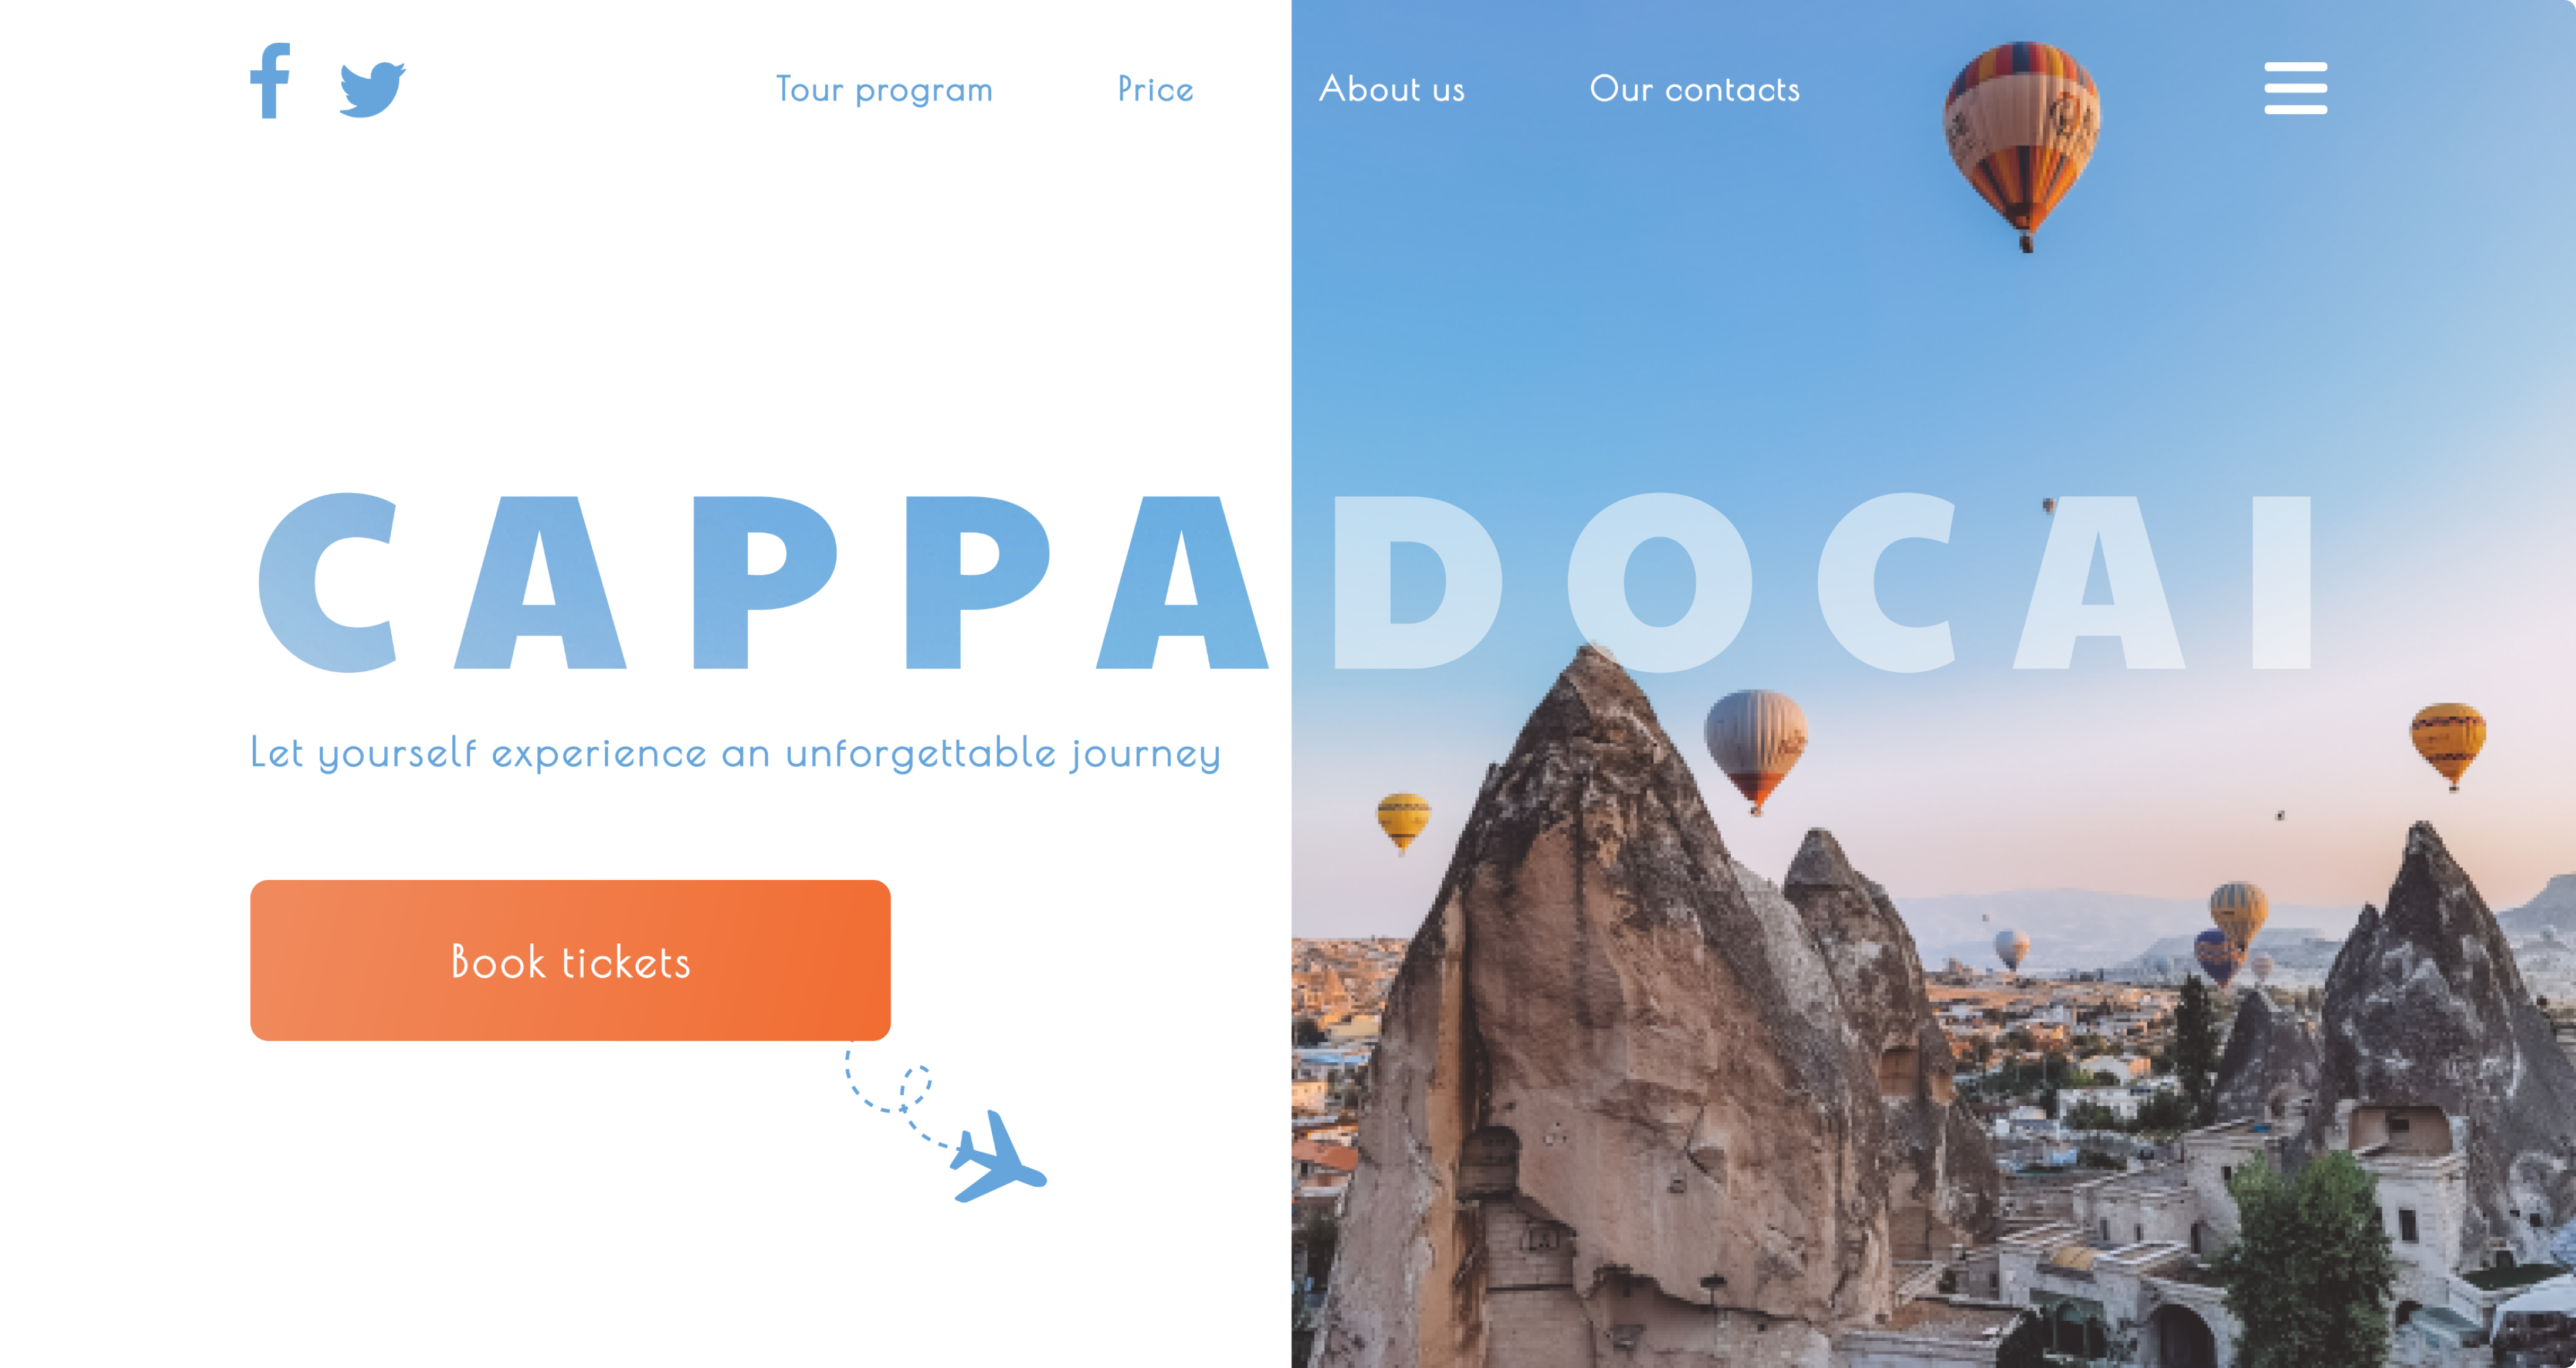 Tour program Price About us Our contacts
CAPPADOCAI
Let yourself experience an unforgettable journey
Book tickets